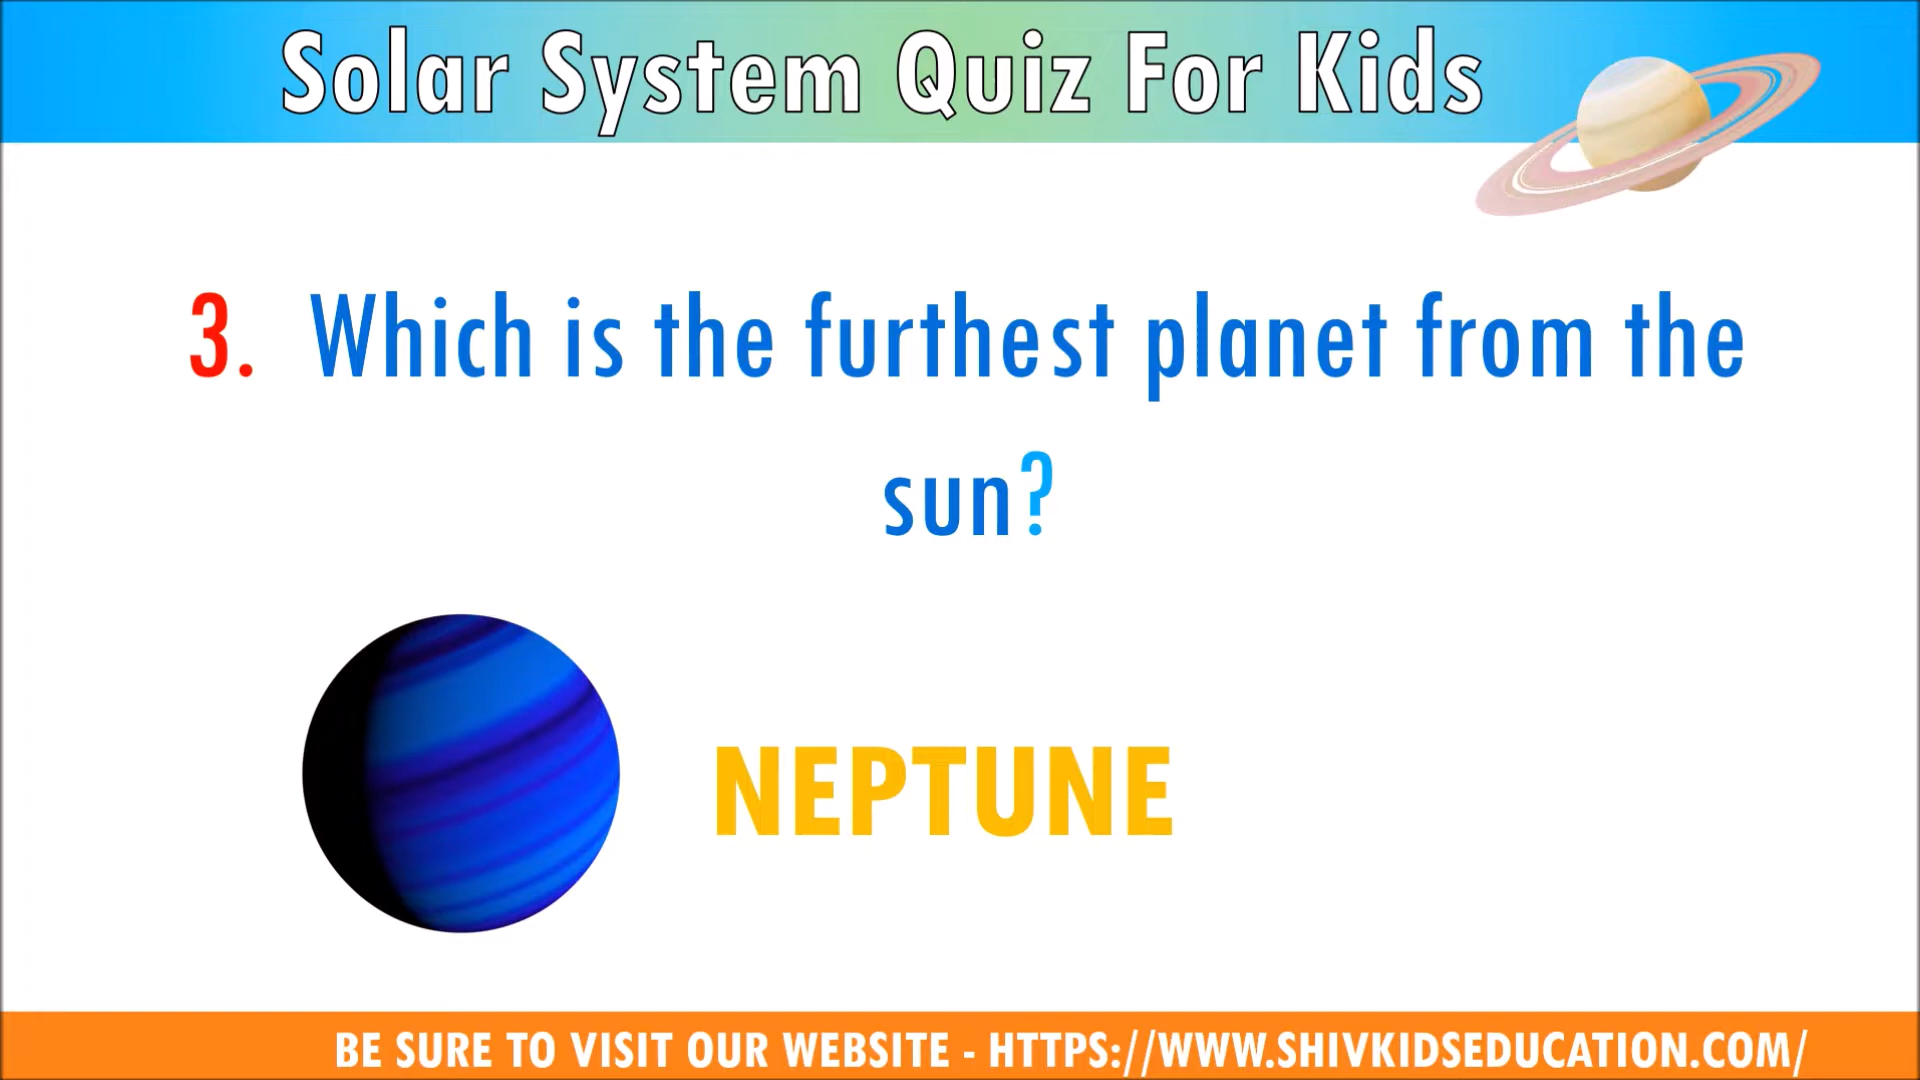 Solar System Quiz For Kids
3. Which is the furthest planet from the
sun?
NEPTUNE
BE SURE TO VISIT OUR WEBSITE - HTTPS://WWW.SHIVKIDSEDUCATION.COM/